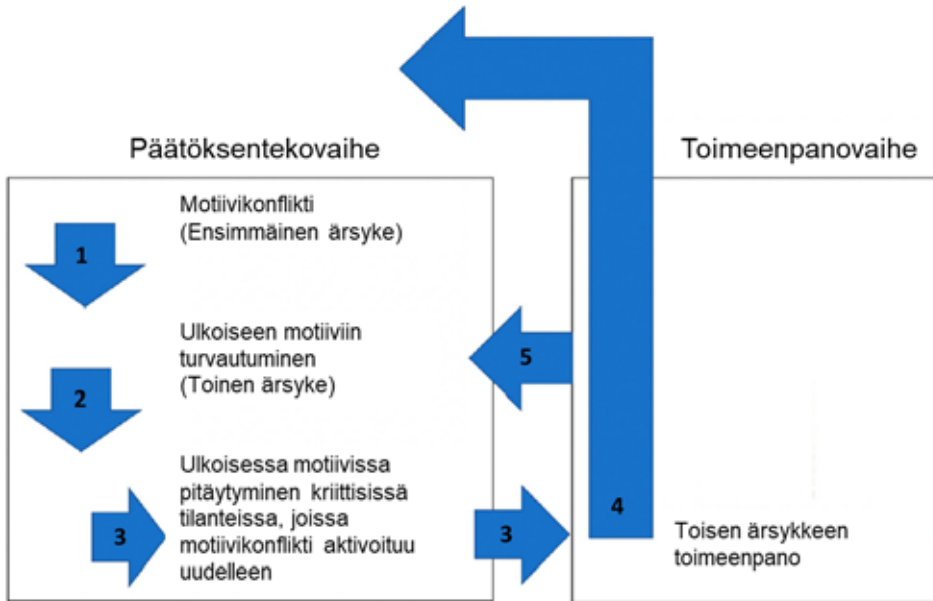 Päätöksentekovaihe
Toimeenpanovaihe
Motiivikonflikti
(Ensimmäinen ärsyke)
1
Ulkoiseen motiiviin
turvautuminen
(Toinen ärsyke)
2
5
Ulkoisessa motiivissa
pitäytyminen kriittisissä
tilanteissa, joissa
motiivikonflikti aktivoituu
uudelleen
3
3
4
Toisen ärsykkeen
toimeenpano